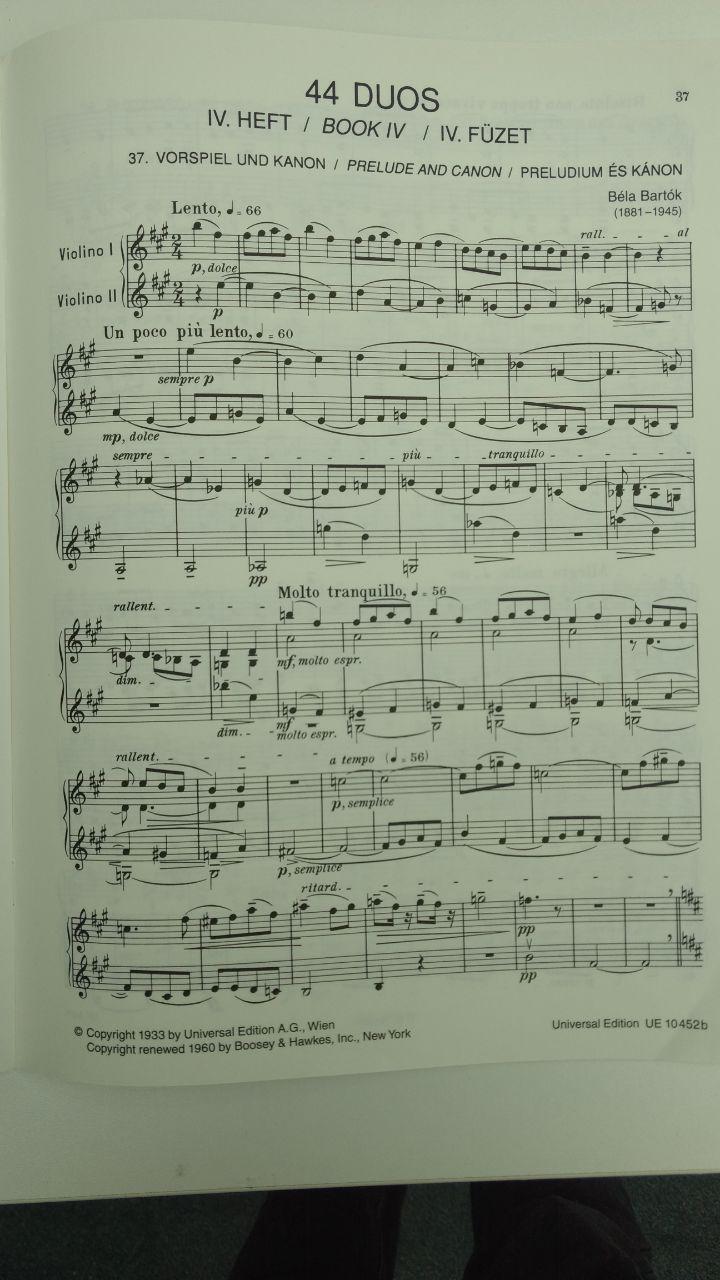 37
44 DUOS
IV. HEFT / BOOK IV / IV. FÜZET
37. VORSPIEL UND KANON / PRELUDE AND CANON / PRELUDIUM ÉS KÁNON
Béla Bartók
(1881–1945)
Lento, ♩= 66
rall. - - - al
Violino I
p, dolce
Violino II
p
Un poco più lento, ♩= 60
sempre p
mp, dolce
sempre - - - più - - - tranquillo - - -
più p
pp
rallent. - - -
Molto tranquillo, ♩= 56
mf, molto espr.
dim. - -
dim. - -
mf
molto espr.
rallent. - - -
a tempo (♩= 56)
p, semplice
p, semplice
ritard. - - -
pp
pp
© Copyright 1933 by Universal Edition A.G., Wien
Copyright renewed 1960 by Boosey & Hawkes, Inc., New York
Universal Edition UE 10452b